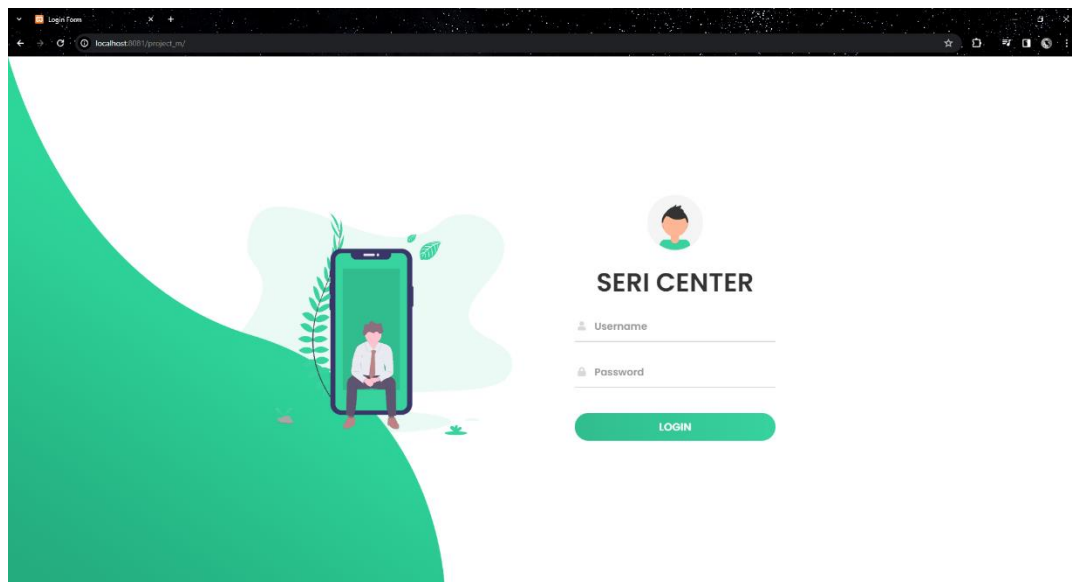 Login Form
localhost:8081/project_m/
SERI CENTER
Username
Password
LOGIN